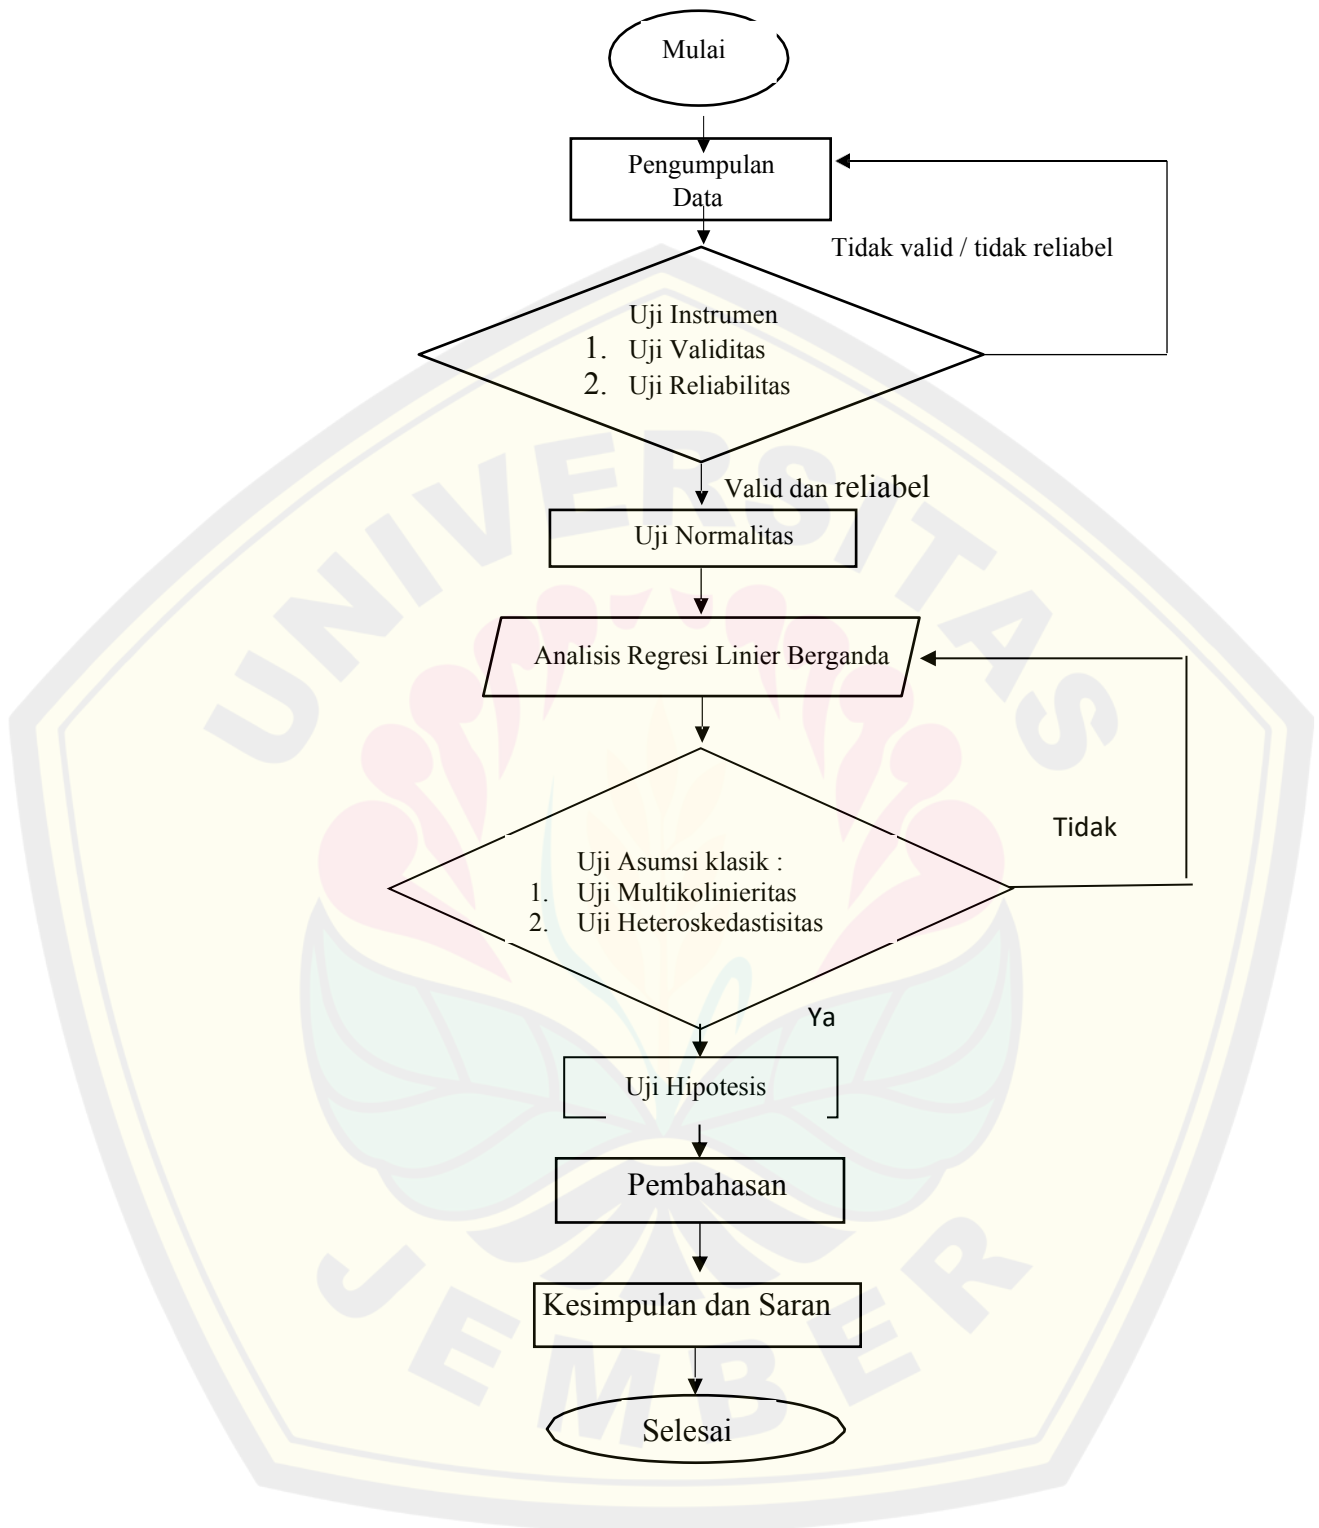 Mulai
Pengumpulan
Data
Tidak valid / tidak reliabel
Uji Instrumen
1. Uji Validitas
2. Uji Reliabilitas
Valid dan reliabel
Uji Normalitas
Analisis Regresi Linier Berganda
Tidak
Uji Asumsi klasik :
1. Uji Multikolinieritas
2. Uji Heteroskedastisitas
Ya
Uji Hipotesis
Pembahasan
Kesimpulan dan Saran
Selesai
UNIVERSITAS
JEMBER